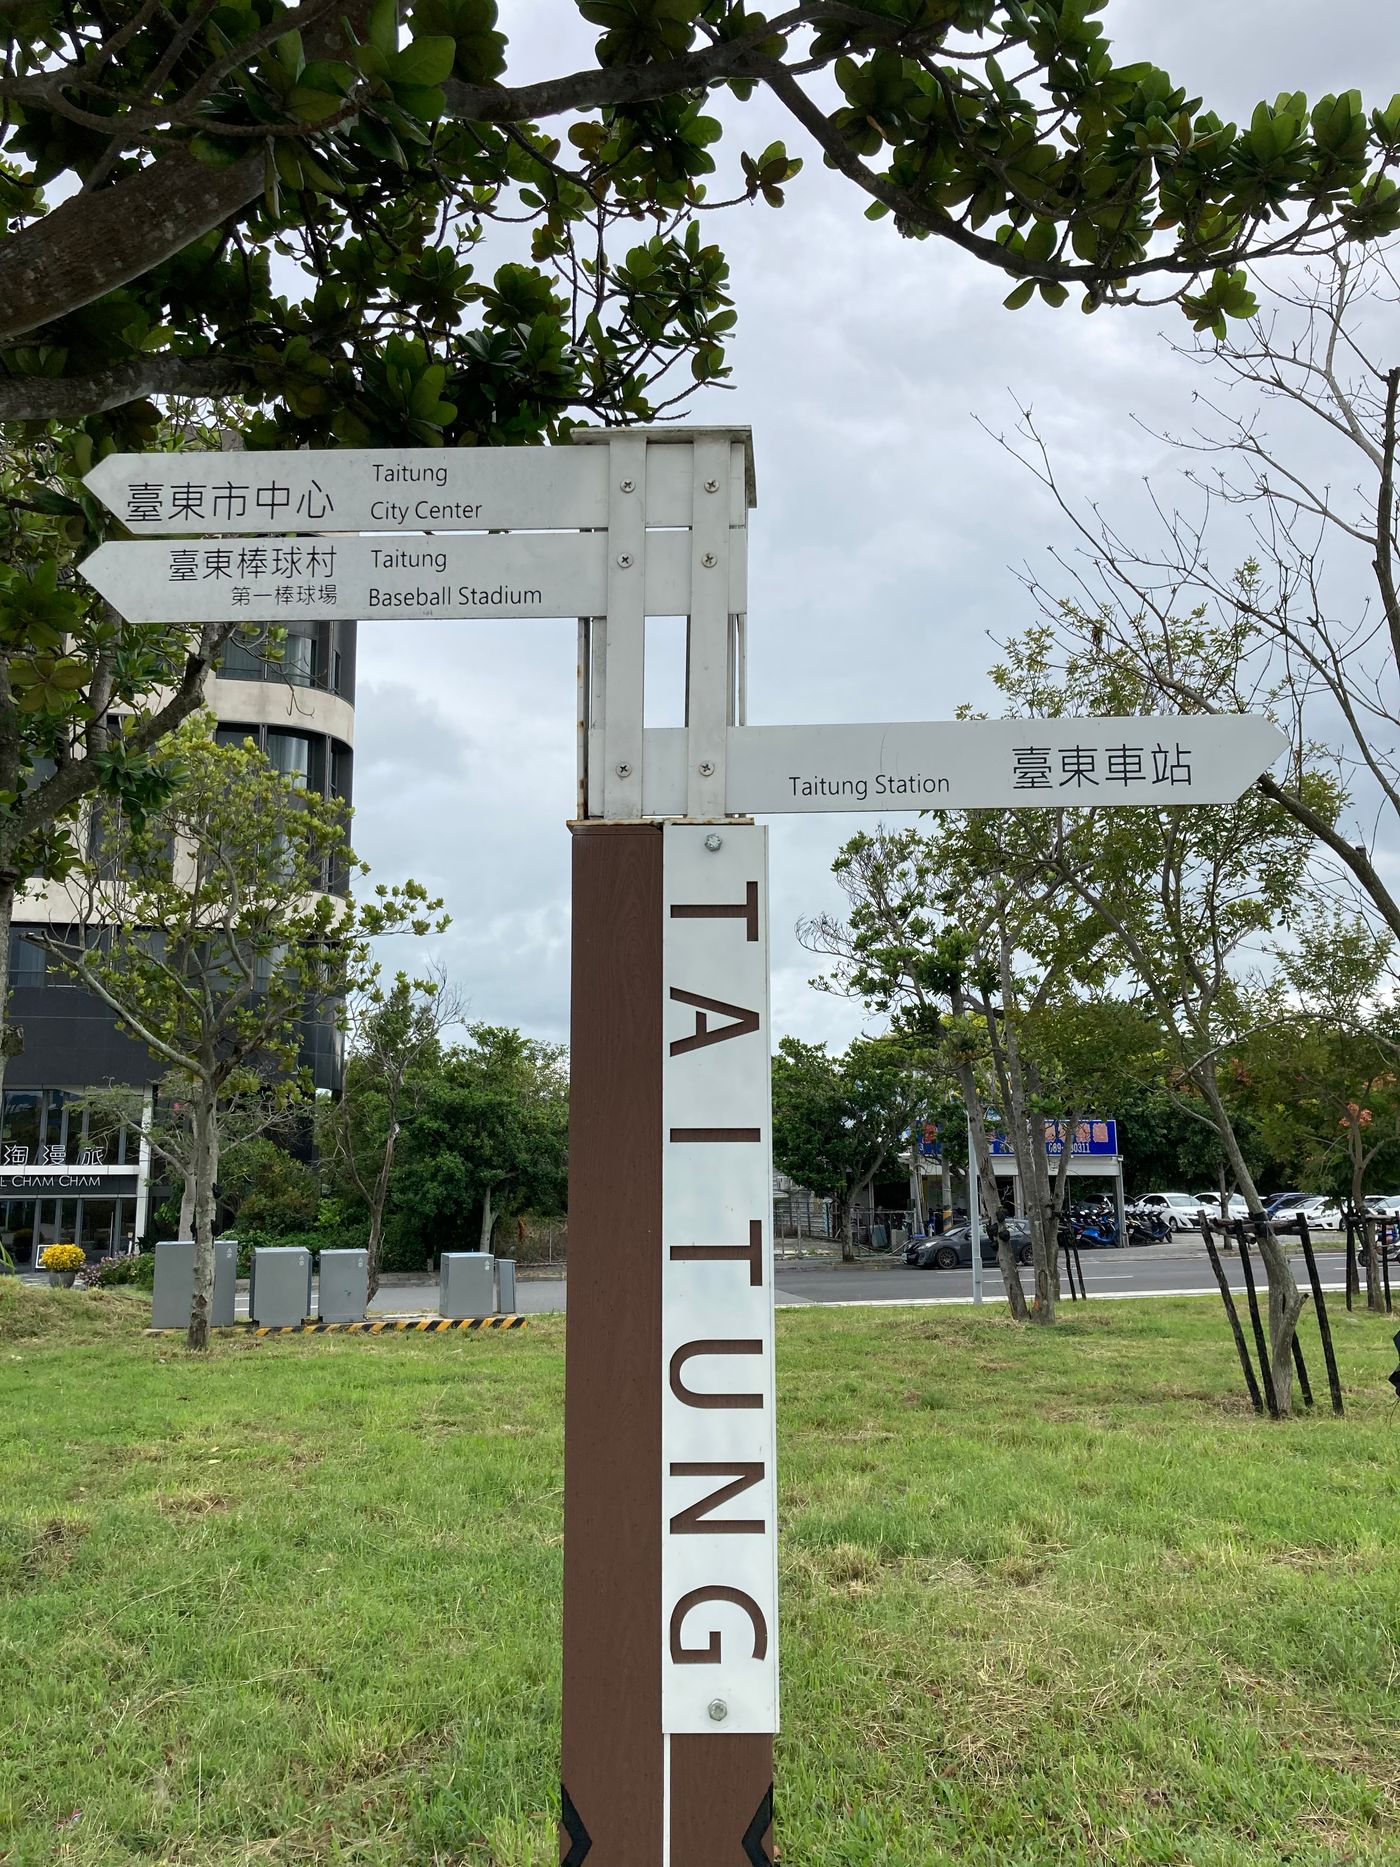 臺東市中心
Taitung
City Center
臺東棒球村
第一棒球場
Taitung
Baseball Stadium
Taitung Station
臺東車站
TAITUNG
淘漫旅
CHAM CHAM